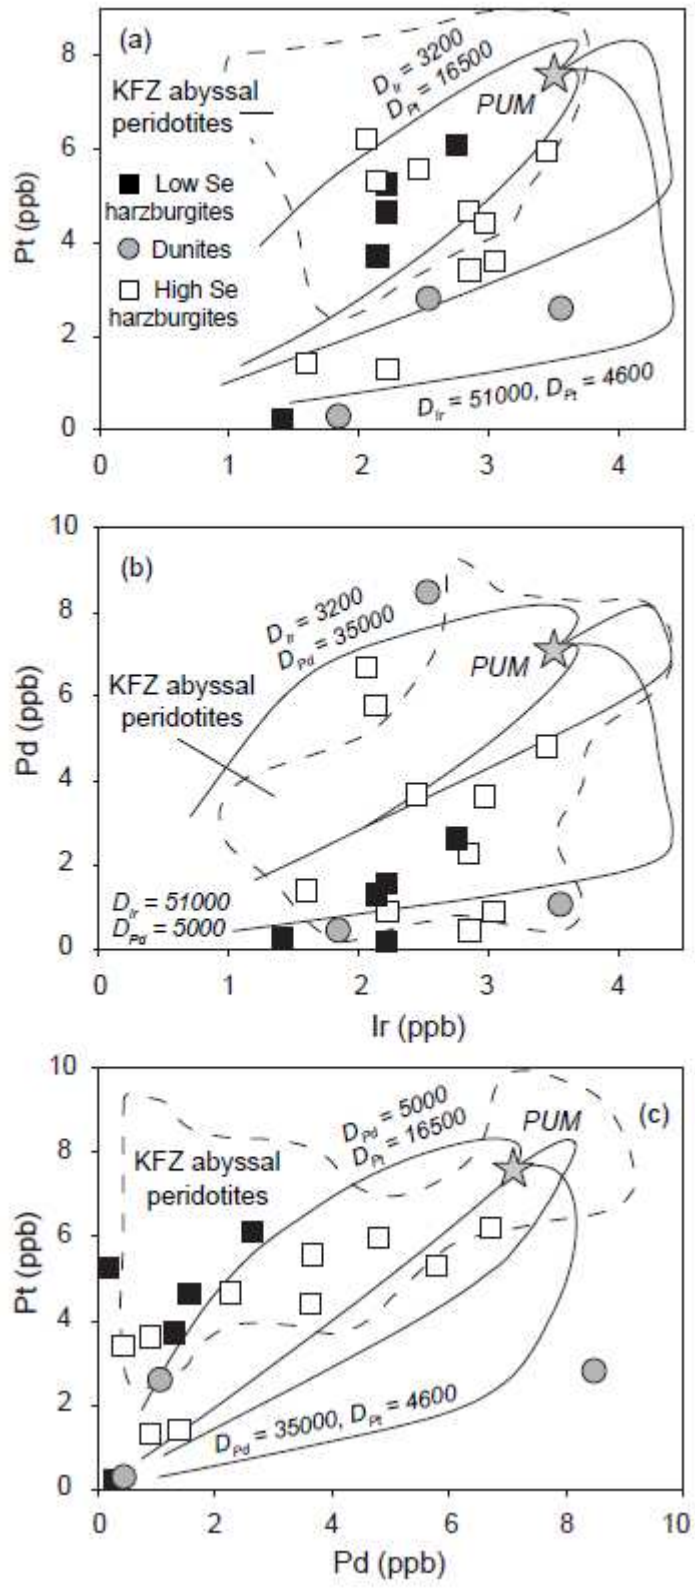 (a)
8
6
4
2
0
Pt (ppb)
D_Ir = 3200
D_Pt = 16500
PUM
KFZ abyssal
peridotites
Low Se
harzburgites
Dunites
High Se
harzburgites
D_Ir = 51000, D_Pt = 4600
0 1 2 3 4
(b)
10
8
6
4
2
0
Pd (ppb)
D_Ir = 3200
D_Pd = 35000
PUM
KFZ abyssal
peridotites
D_Ir = 51000
D_Pd = 5000
0 1 2 3 4
Ir (ppb)
(c)
10
8
6
4
2
0
Pt (ppb)
D_Pd = 5000
D_Pt = 16500
PUM
KFZ abyssal
peridotites
D_Pd = 35000, D_Pt = 4600
0 2 4 6 8 10
Pd (ppb)